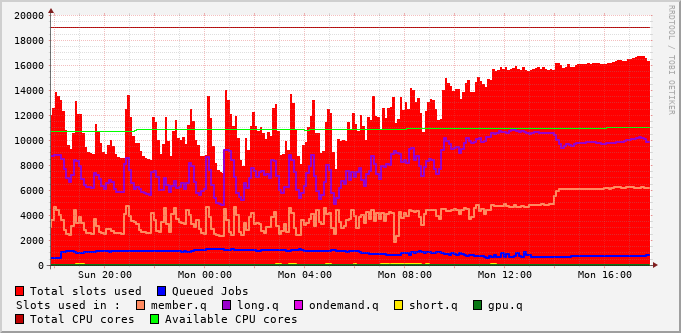 20000
18000
16000
14000
12000
10000
8000
6000
4000
2000
0
Sun 20:00 Mon 00:00 Mon 04:00 Mon 08:00 Mon 12:00 Mon 16:00
Total slots used Queued Jobs
Slots used in : member.q long.q ondemand.q short.q gpu.q
Total CPU cores Available CPU cores
RRDTOOL / TOBI OETIKER